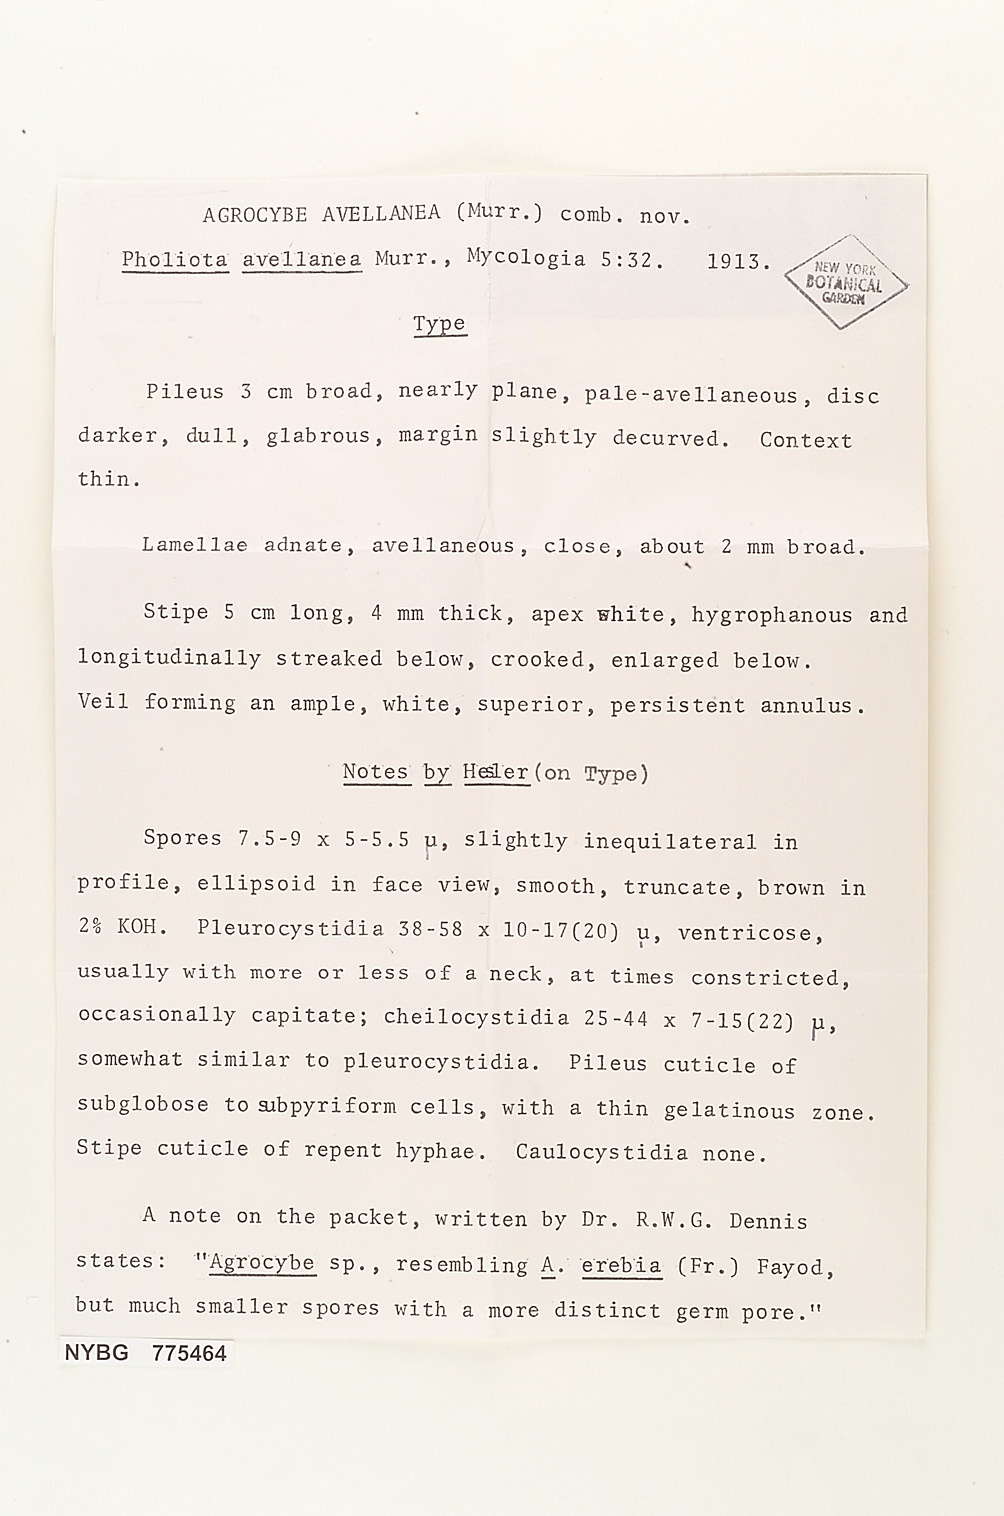 AGROCYBE AVELLANEA (Murr.) comb. nov.
Pholiota avellanea Murr., Mycologia 5:32. 1913.
NEW YORK
BOTANICAL
GARDEN
Type
Pileus 3 cm broad, nearly plane, pale-avellaneous, disc
darker, dull, glabrous, margin slightly decurved. Context
thin.
Lamellae adnate, avellaneous, close, about 2 mm broad.
Stipe 5 cm long, 4 mm thick, apex white, hygrophanous and
longitudinally streaked below, crooked, enlarged below.
Veil forming an ample, white, superior, persistent annulus.
Notes by Hesler (on Type)
Spores 7.5-9 x 5-5.5 µ, slightly inequilateral in
profile, ellipsoid in face view, smooth, truncate, brown in
2% KOH. Pleurocystidia 38-58 x 10-17(20) µ, ventricose,
usually with more or less of a neck, at times constricted,
occasionally capitate; cheilocystidia 25-44 x 7-15(22) µ,
somewhat similar to pleurocystidia. Pileus cuticle of
subglobose to subpyriform cells, with a thin gelatinous zone.
Stipe cuticle of repent hyphae. Caulocystidia none.
A note on the packet, written by Dr. R.W.G. Dennis
states: "Agrocybe sp., resembling A. erebia (Fr.) Fayod,
but much smaller spores with a more distinct germ pore."
NYBG 775464